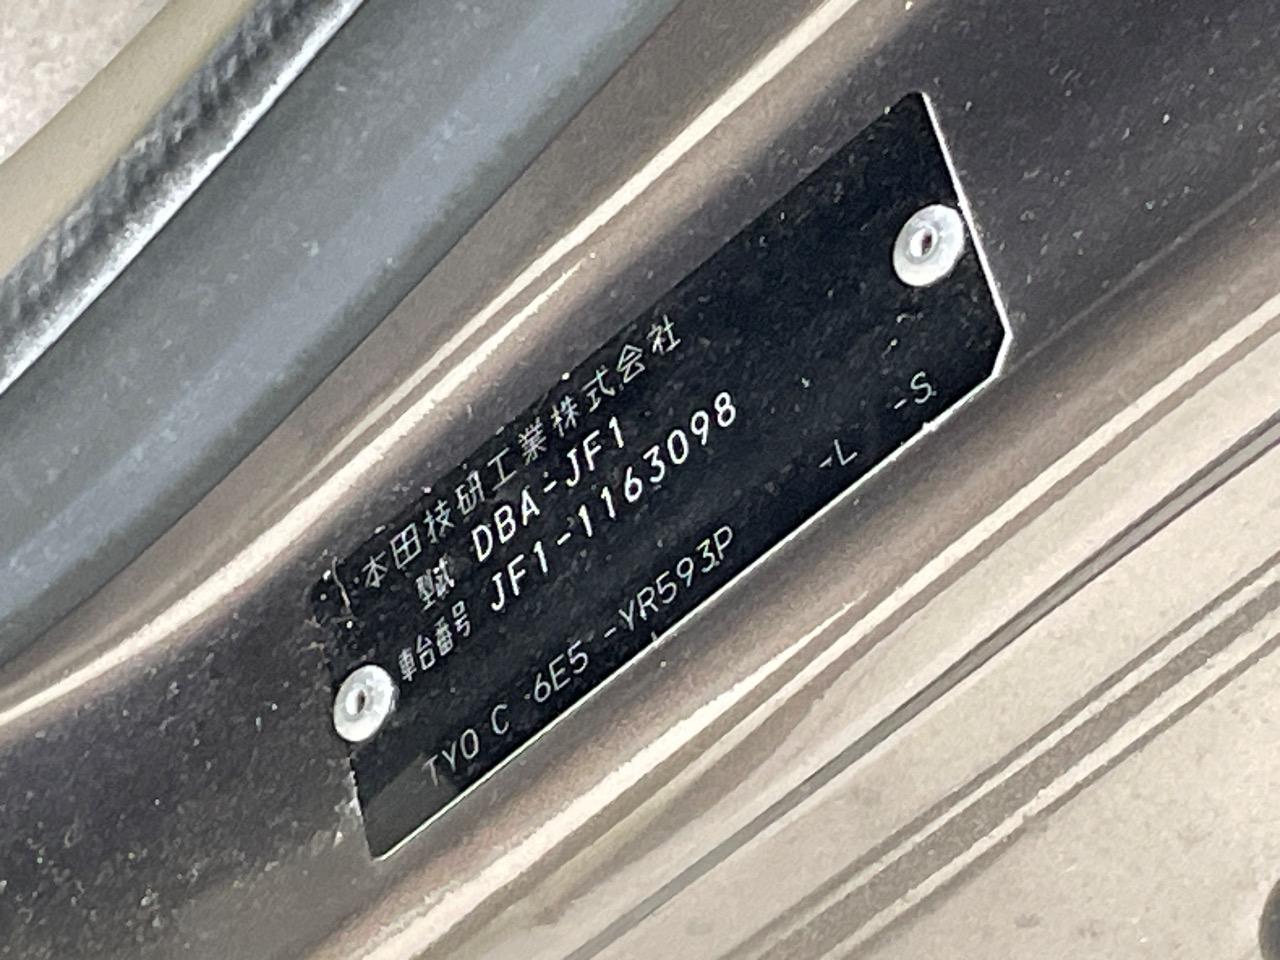 本田技研工業株式会社
型式 DBA-JF1
車台番号 JF1-1163098
TYO C 6E5 -YR593P -L -S